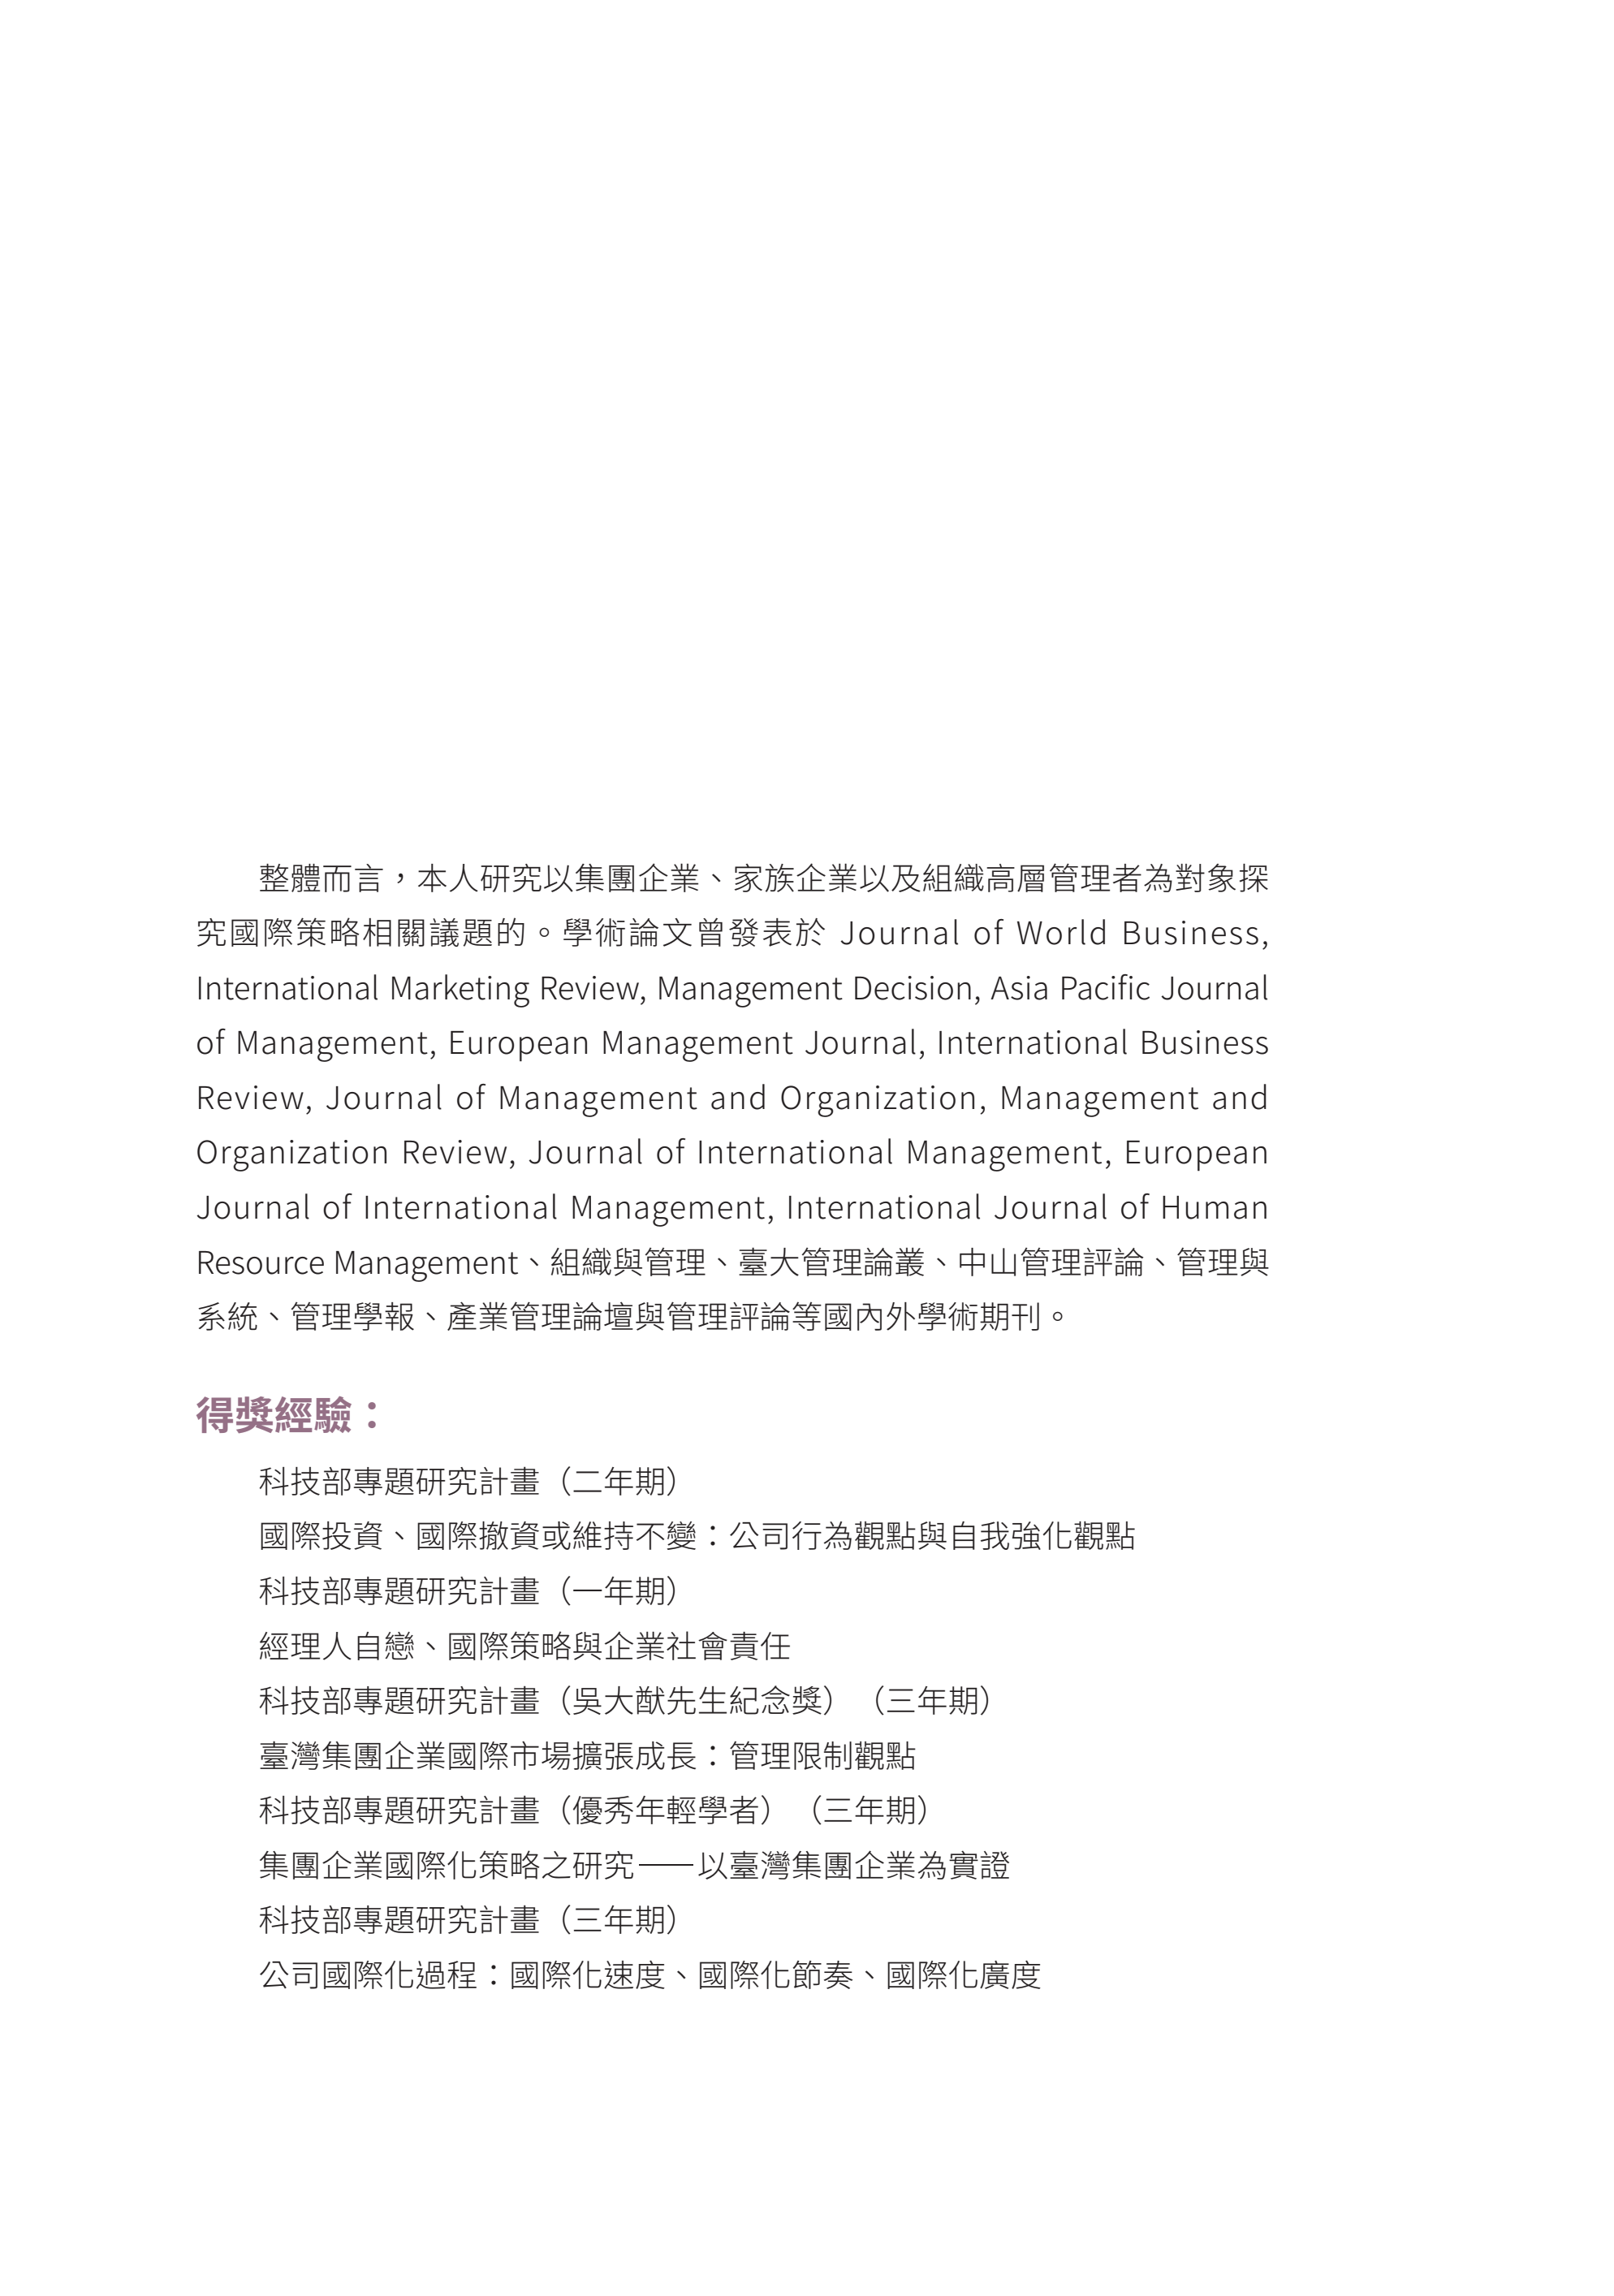 整體而言，本人研究以集團企業、家族企業以及組織高層管理者為對象探
究國際策略相關議題的。學術論文曾發表於 Journal of World Business,
International Marketing Review, Management Decision, Asia Pacific Journal
of Management, European Management Journal, International Business
Review, Journal of Management and Organization, Management and
Organization Review, Journal of International Management, European
Journal of International Management, International Journal of Human
Resource Management、組織與管理、臺大管理論叢、中山管理評論、管理與
系統、管理學報、產業管理論壇與管理評論等國內外學術期刊。
得獎經驗：
科技部專題研究計畫（二年期）
國際投資、國際撤資或維持不變：公司行為觀點與自我強化觀點
科技部專題研究計畫（一年期）
經理人自戀、國際策略與企業社會責任
科技部專題研究計畫（吳大猷先生紀念獎）（三年期）
臺灣集團企業國際市場擴張成長：管理限制觀點
科技部專題研究計畫（優秀年輕學者）（三年期）
集團企業國際化策略之研究——以臺灣集團企業為實證
科技部專題研究計畫（三年期）
公司國際化過程：國際化速度、國際化節奏、國際化廣度